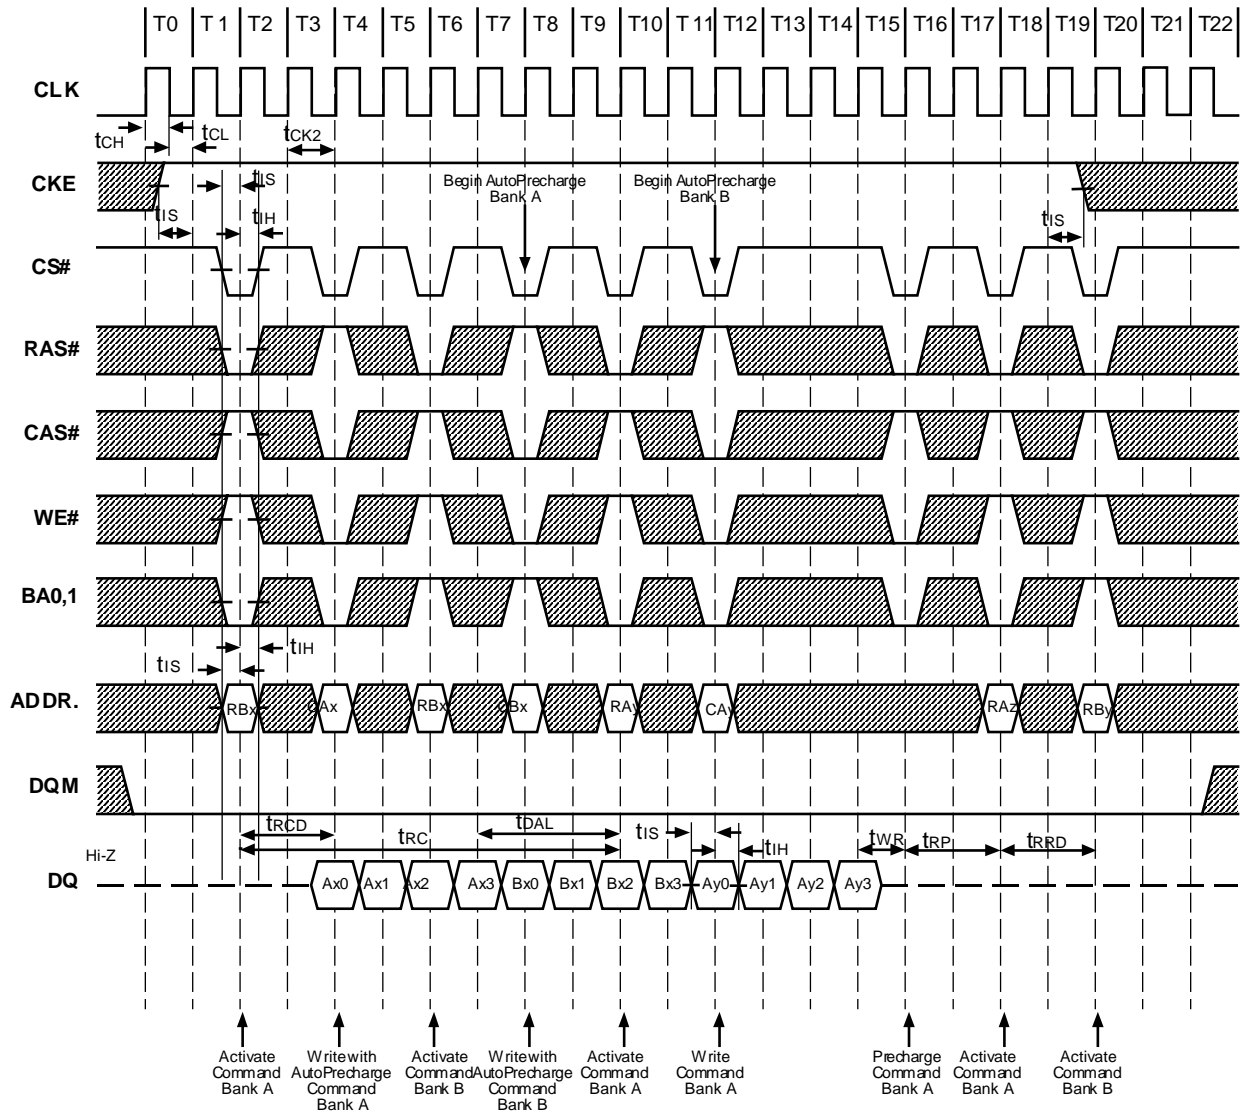 T0 T1 T2 T3 T4 T5 T6 T7 T8 T9 T10 T11 T12 T13 T14 T15 T16 T17 T18 T19 T20 T21 T22
CLK
tCH tCL tCK2
CKE
tIS
Begin AutoPrecharge
Bank A
Begin AutoPrecharge
Bank B
tIS tIH tIS
CS#
RAS#
CAS#
WE#
BA0,1
tIH
tIS
ADDR.
RBx CAx RBx CBx RAy CAy RAz RBy
DQM
tRCD tRC tDAL tIS tIH tWR tRP tRRD
Hi-Z
DQ
Ax0 Ax1 Ax2 Ax3 Bx0 Bx1 Bx2 Bx3 Ay0 Ay1 Ay2 Ay3
Activate
Command
Bank A
Write with
AutoPrecharge
Command
Bank A
Activate
Command
Bank B
Write with
AutoPrecharge
Command
Bank B
Activate
Command
Bank A
Write
Command
Bank A
Precharge
Command
Bank A
Activate
Command
Bank A
Activate
Command
Bank B